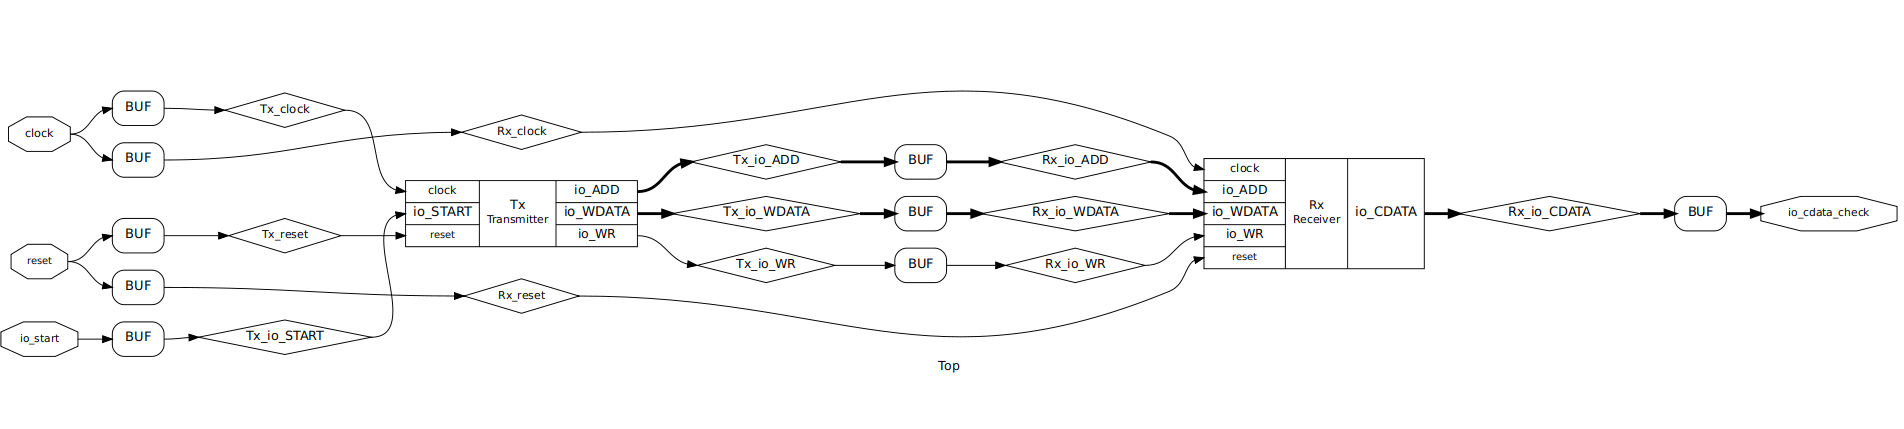 BUF
Tx_clock
clock
Rx_clock
BUF
Tx_io_ADD
BUF
Rx_io_ADD
clock
io_ADD
io_WDATA
io_WR
reset
Rx
Receiver
io_CDATA
clock
io_START
reset
Tx
Transmitter
io_ADD
io_WDATA
io_WR
Tx_io_WDATA
BUF
Rx_io_WDATA
Rx_io_CDATA
BUF
io_cdata_check
BUF
Tx_reset
reset
Tx_io_WR
BUF
Rx_io_WR
BUF
Rx_reset
io_start
BUF
Tx_io_START
Top